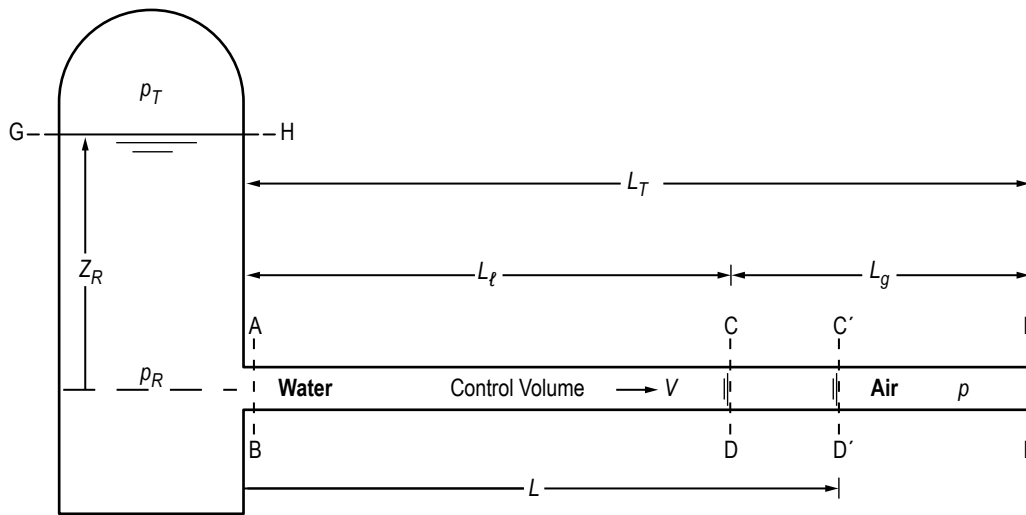 p_T
G H
L_T
Z_R
L_ℓ L_g
A C C´ I
p_R Water Control Volume V Air p
B D D´ I
L